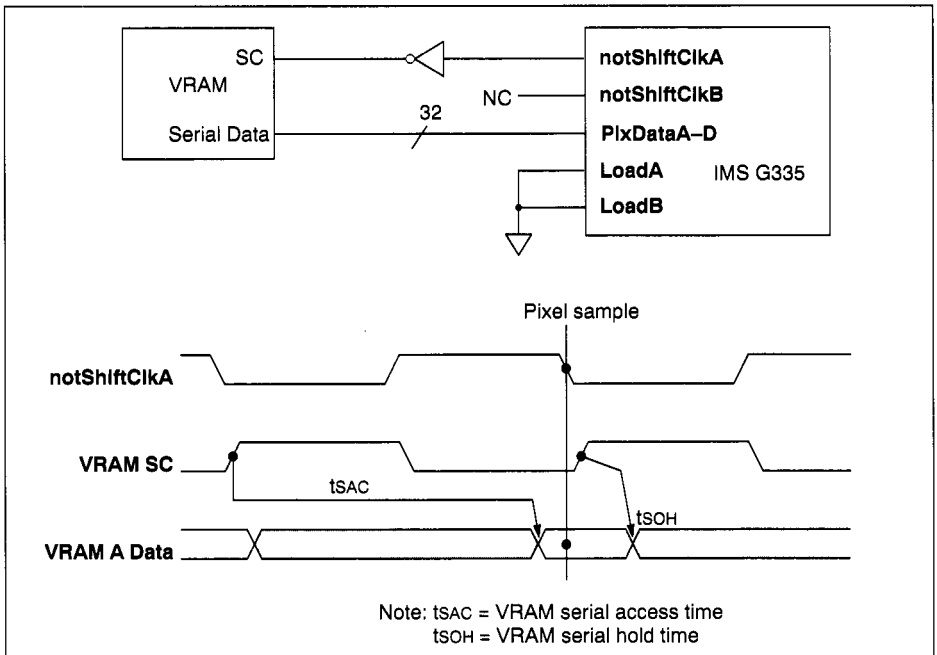 SC
notShiftClkA
VRAM
NC
notShiftClkB
32
Serial Data
PixDataA–D
LoadA
IMS G335
LoadB
Pixel sample
notShiftClkA
VRAM SC
tSAC
tSOH
VRAM A Data
Note: tSAC = VRAM serial access time
tSOH = VRAM serial hold time